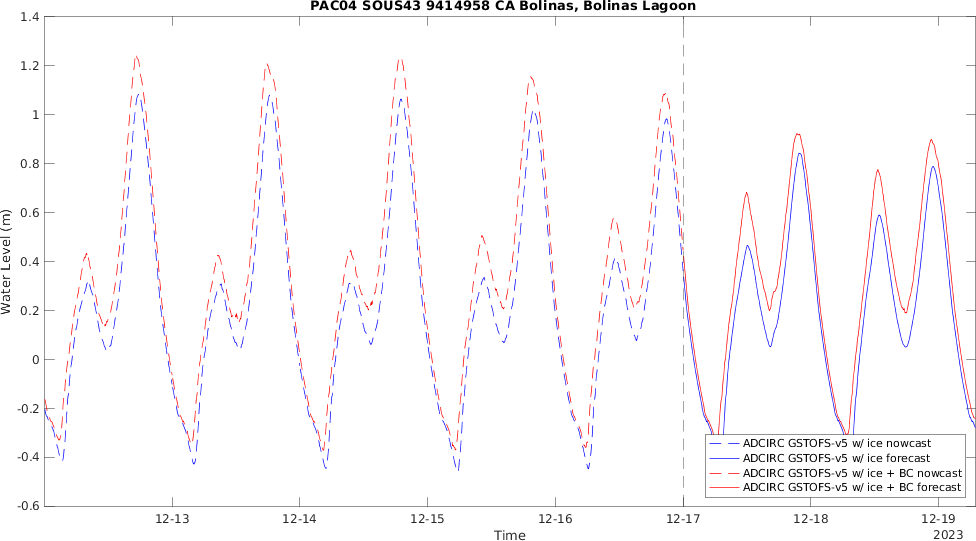 PAC04 SOUS43 9414958 CA Bolinas, Bolinas Lagoon
1.4
1.2
1
0.8
0.6
0.4
0.2
0
-0.2
-0.4
-0.6
Water Level (m)
ADCIRC GSTOFS-v5 w/ ice nowcast
ADCIRC GSTOFS-v5 w/ ice forecast
ADCIRC GSTOFS-v5 w/ ice + BC nowcast
ADCIRC GSTOFS-v5 w/ ice + BC forecast
12-13 12-14 12-15 12-16 12-17 12-18 12-19
Time
2023